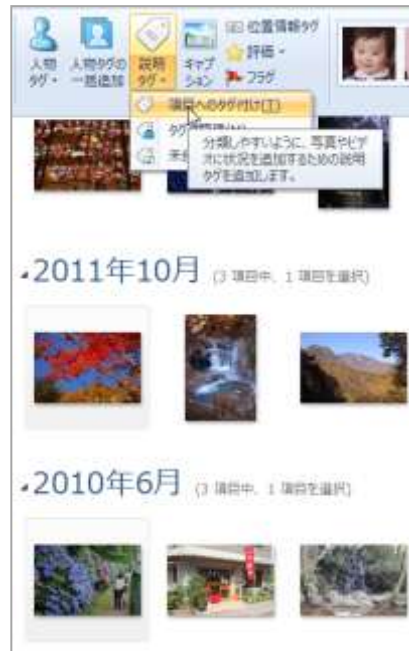 人物
タグ
人物タグの
一括追加
説明
タグ
キャプ
ション
位置情報タグ
評価
フラグ
項目へのタグ付け(T)
分類しやすいように、写真やビデ
オに状況を追加するための説明
タグを追加します。
2011年10月 (3 項目中、1 項目を選択)
2010年6月 (3 項目中、1 項目を選択)